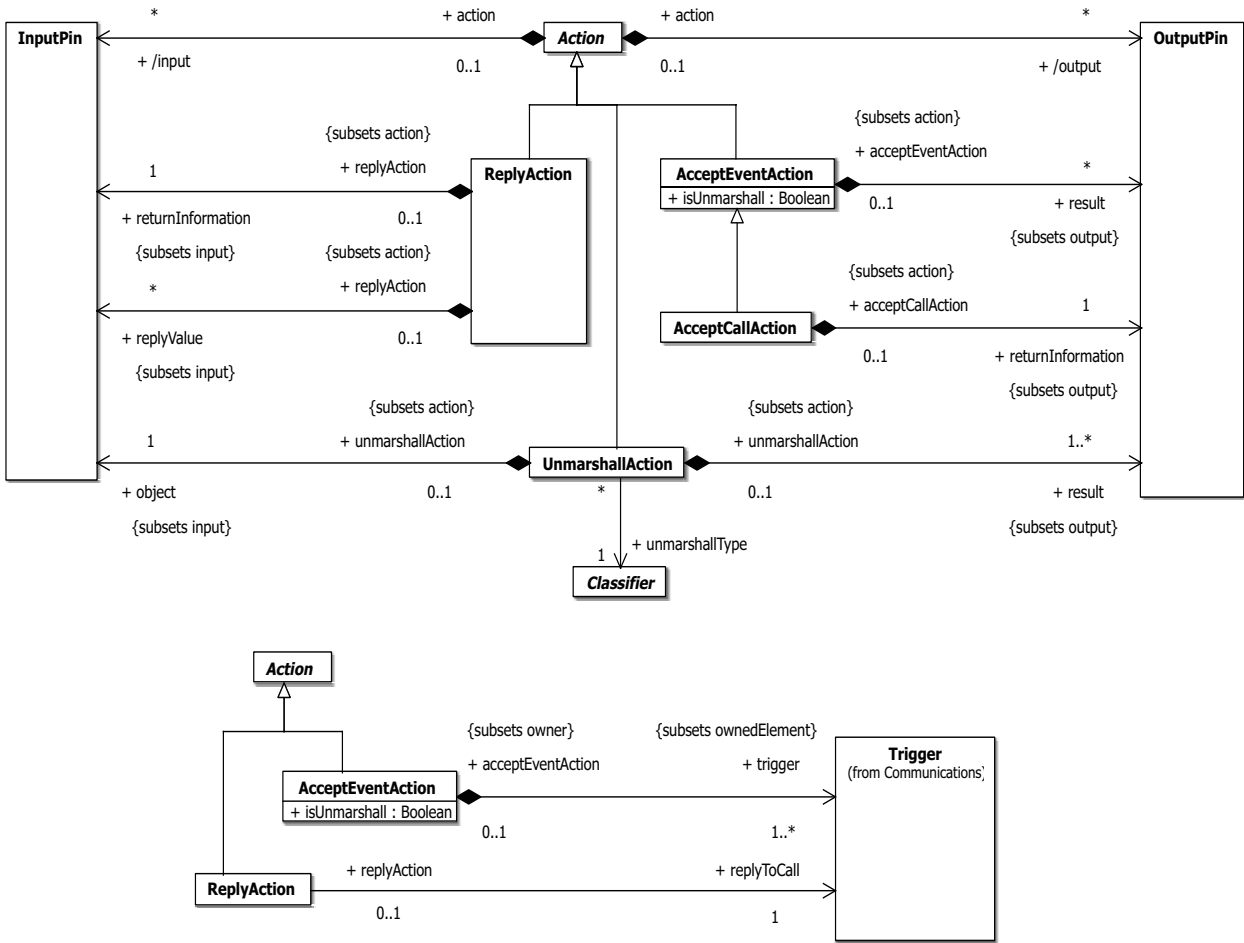 * + action + action *
InputPin Action OutputPin
+ /input 0..1 0..1 + /output
{subsets action} {subsets action}
1 + replyAction ReplyAction AcceptEventAction + acceptEventAction *
+ isUnmarshall : Boolean
+ returnInformation 0..1 0..1 + result
{subsets input} {subsets action} {subsets output}
* + replyAction {subsets action}
+ acceptCallAction 1
AcceptCallAction
+ replyValue 0..1 0..1 + returnInformation
{subsets input} {subsets output}
{subsets action} {subsets action}
1 + unmarshallAction + unmarshallAction 1..*
UnmarshallAction
+ object 0..1 * 0..1 + result
{subsets input} {subsets output}
1 + unmarshallType
Classifier
Action
{subsets owner} {subsets ownedElement}
+ acceptEventAction + trigger Trigger
(from Communications)
AcceptEventAction
+ isUnmarshall : Boolean
0..1 1..*
+ replyAction + replyToCall
ReplyAction
0..1 1